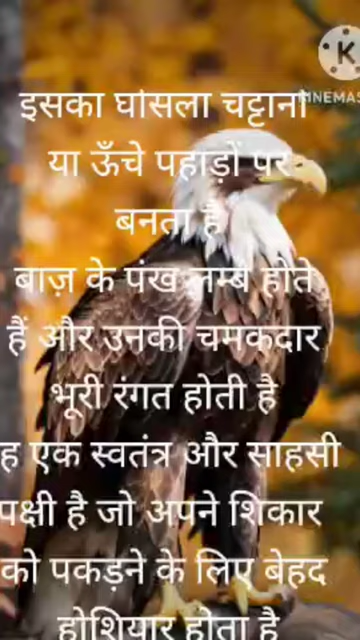 K
KINEMAS
इसका घोंसला चट्टानों
या ऊँचे पहाड़ों पर
बनता है
बाज़ के पंख लम्बे होते
हैं और उनकी चमकदार
भूरी रंगत होती है
ह एक स्वतंत्र और साहसी
पक्षी है जो अपने शिकार
को पकड़ने के लिए बेहद
होशियार होता है